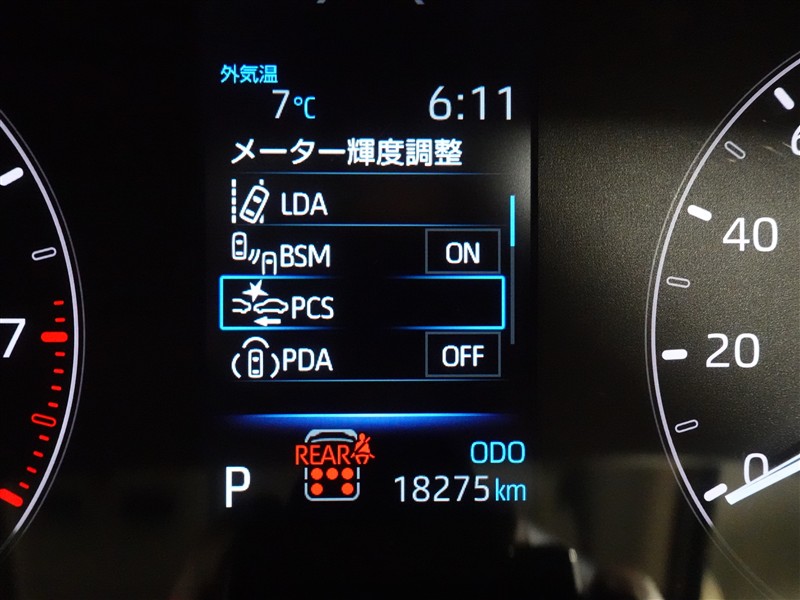 外気温
7℃ 6:11
メーター輝度調整
LDA
BSM ON
PCS
PDA OFF
REAR
P
ODO
18275km
7
40
20
0